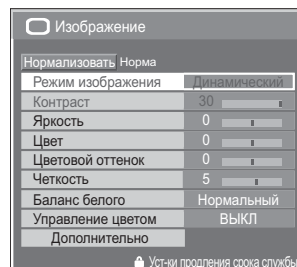 Изображение
Нормализовать Норма
Режим изображения Динамический
Контраст 30
Яркость 0
Цвет 0
Цветовой оттенок 0
Четкость 5
Баланс белого Нормальный
Управление цветом ВЫКЛ
Дополнительно
Уст-ки продления срока службы